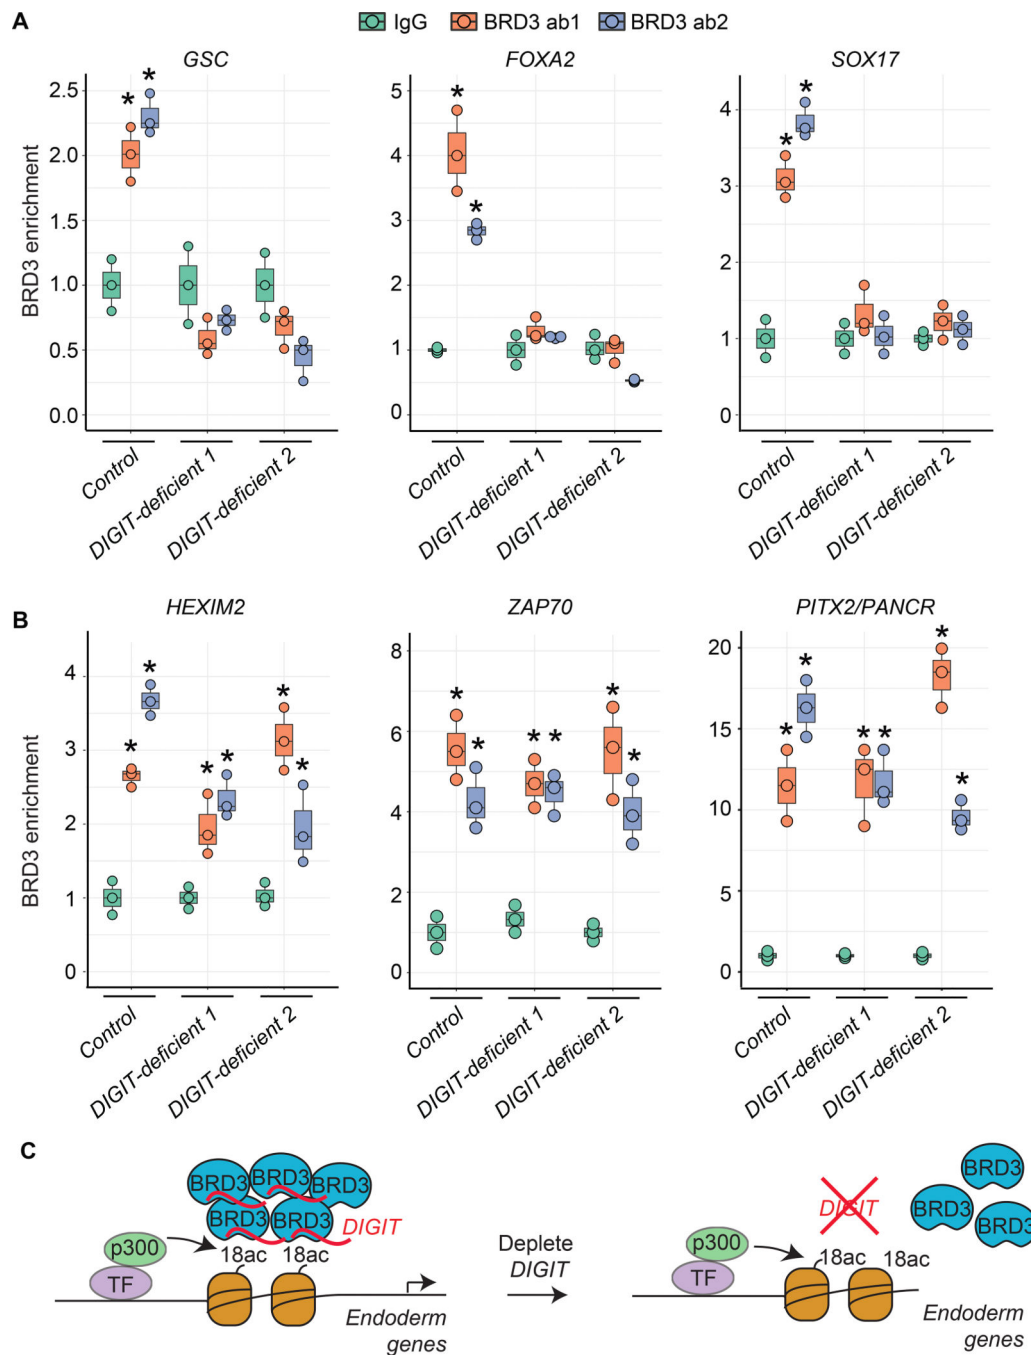 A
IgG BRD3 ab1 BRD3 ab2
GSC FOXA2 SOX17
BRD3 enrichment
2.5
2.0
1.5
1.0
0.5
0.0
5
4
3
2
1
0
4
3
2
1
0
* * * * * *
Control DIGIT-deficient 1 DIGIT-deficient 2
Control DIGIT-deficient 1 DIGIT-deficient 2
Control DIGIT-deficient 1 DIGIT-deficient 2
B
HEXIM2 ZAP70 PITX2/PANCR
BRD3 enrichment
4
3
2
1
0
8
6
4
2
0
20
15
10
5
0
* * * * * *
* * * * * *
* * * * * *
Control DIGIT-deficient 1 DIGIT-deficient 2
Control DIGIT-deficient 1 DIGIT-deficient 2
Control DIGIT-deficient 1 DIGIT-deficient 2
C
BRD3 BRD3 BRD3
BRD3 BRD3
DIGIT
p300
TF
18ac 18ac
Endoderm
genes
Deplete
DIGIT
DIGIT
BRD3
BRD3
BRD3
p300
TF
18ac 18ac
Endoderm
genes